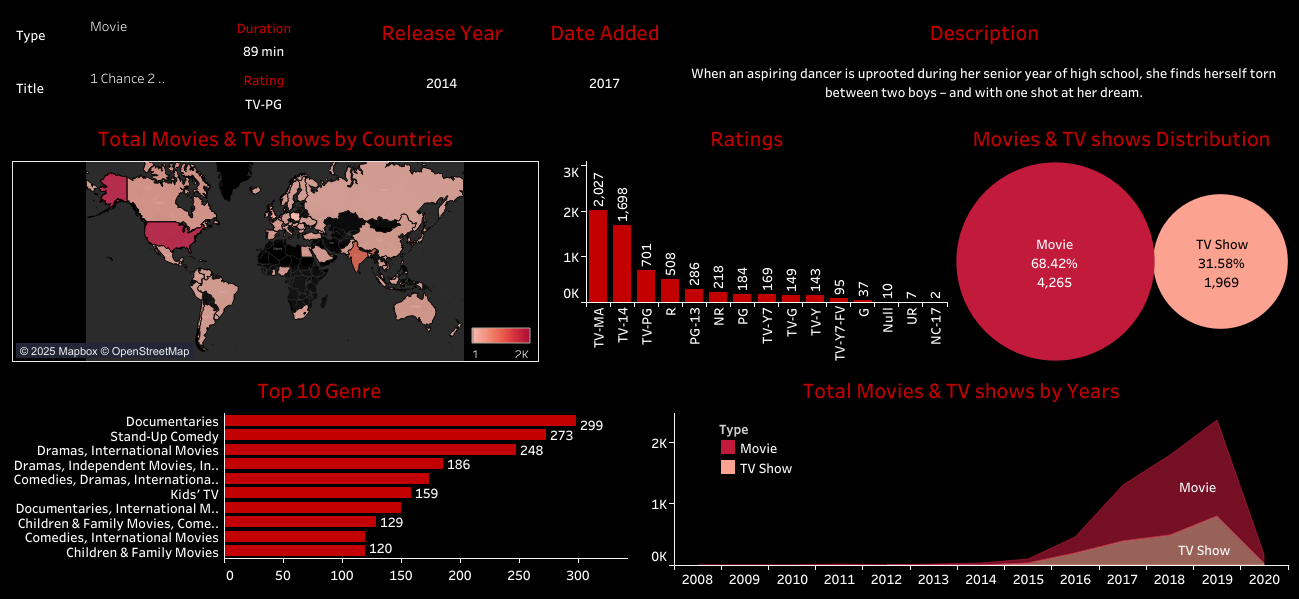 Type
Movie
Duration
89 min
Release Year
Date Added
Description
Title
1 Chance 2 ..
Rating
TV-PG
2014
2017
When an aspiring dancer is uprooted during her senior year of high school, she finds herself torn
between two boys – and with one shot at her dream.
Total Movies & TV shows by Countries
© 2025 Mapbox © OpenStreetMap
1
2K
Ratings
3K
2K
1K
0K
2,027
1,698
701
508
286
218
184
169
149
143
95
37
10
7
2
TV-MA
TV-14
TV-PG
R
PG-13
NR
PG
TV-Y7
TV-G
TV-Y
TV-Y7-FV
G
Null
UR
NC-17
Movies & TV shows Distribution
Movie
68.42%
4,265
TV Show
31.58%
1,969
Top 10 Genre
Documentaries
299
Stand-Up Comedy
273
Dramas, International Movies
248
Dramas, Independent Movies, In..
186
Comedies, Dramas, Internationa..
Kids' TV
159
Documentaries, International M..
Children & Family Movies, Come..
129
Comedies, International Movies
Children & Family Movies
120
0
50
100
150
200
250
300
Total Movies & TV shows by Years
Type
Movie
TV Show
2K
1K
0K
Movie
TV Show
2008
2009
2010
2011
2012
2013
2014
2015
2016
2017
2018
2019
2020